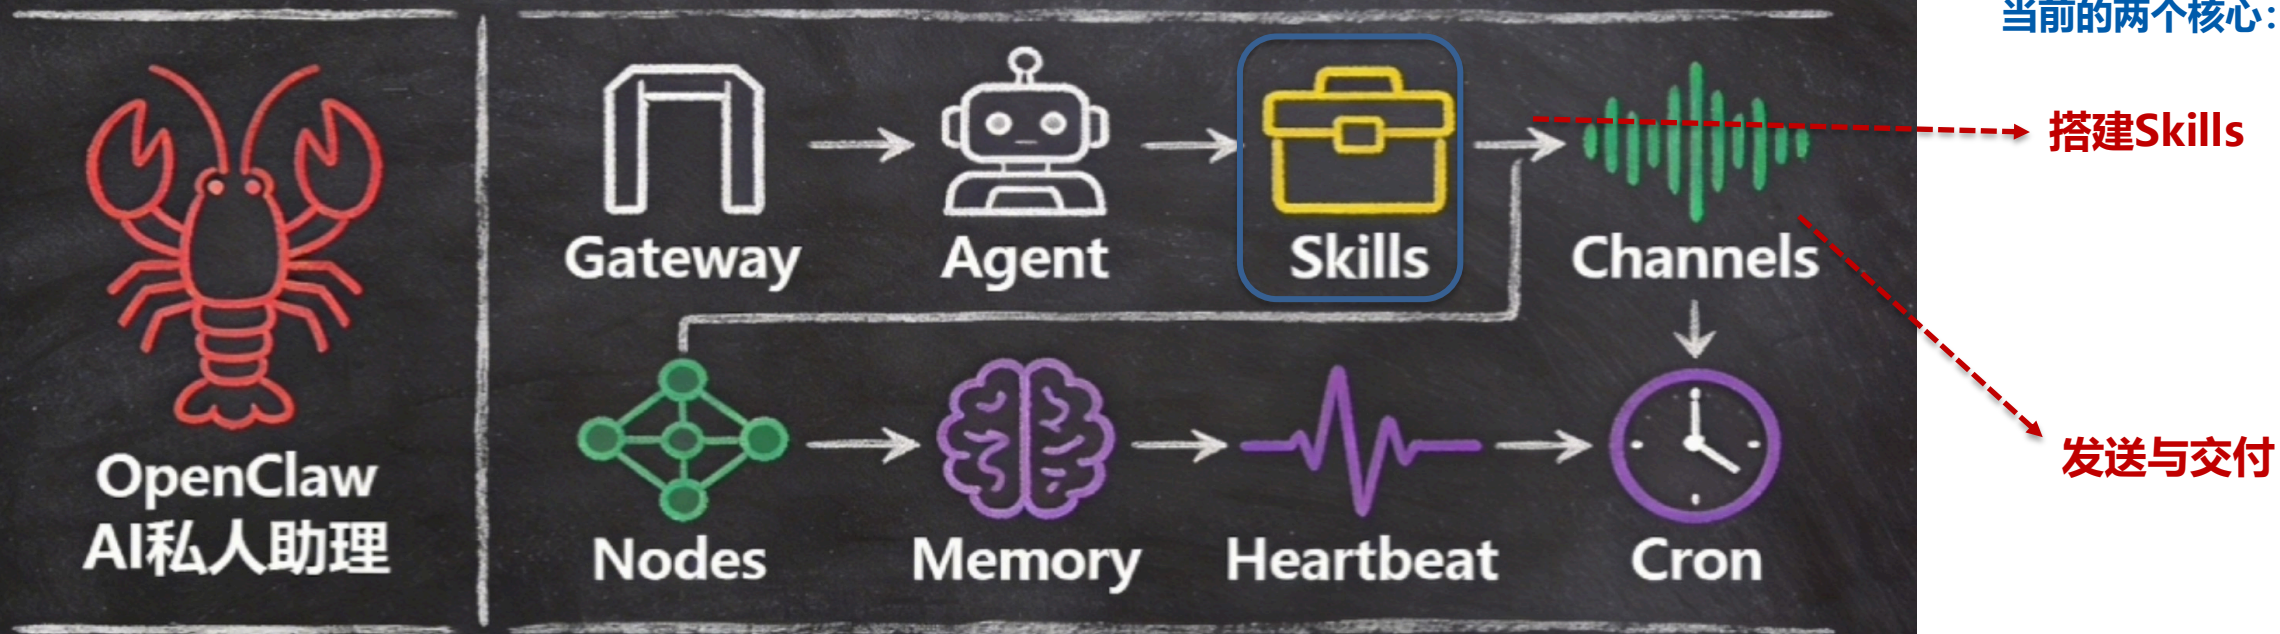 当前的两个核心：
搭建Skills
Gateway
Agent
Skills
Channels
发送与交付
OpenClaw
AI私人助理
Nodes
Memory
Heartbeat
Cron